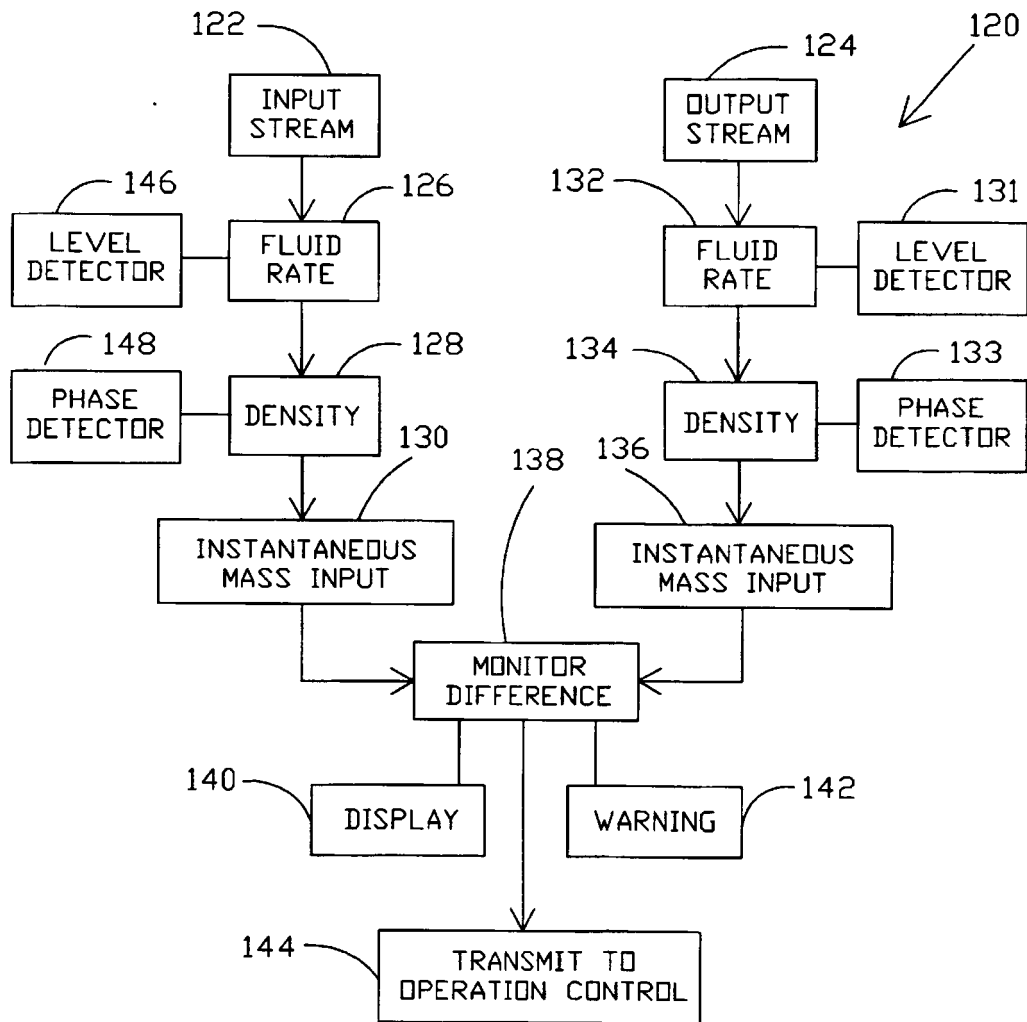 122
124
120
INPUT
STREAM
OUTPUT
STREAM
146
126
132
131
LEVEL
DETECTOR
FLUID
RATE
FLUID
RATE
LEVEL
DETECTOR
148
128
134
133
PHASE
DETECTOR
DENSITY
DENSITY
PHASE
DETECTOR
130
138
136
INSTANTANEOUS
MASS INPUT
INSTANTANEOUS
MASS INPUT
MONITOR
DIFFERENCE
140
DISPLAY
WARNING
142
144
TRANSMIT TO
OPERATION CONTROL